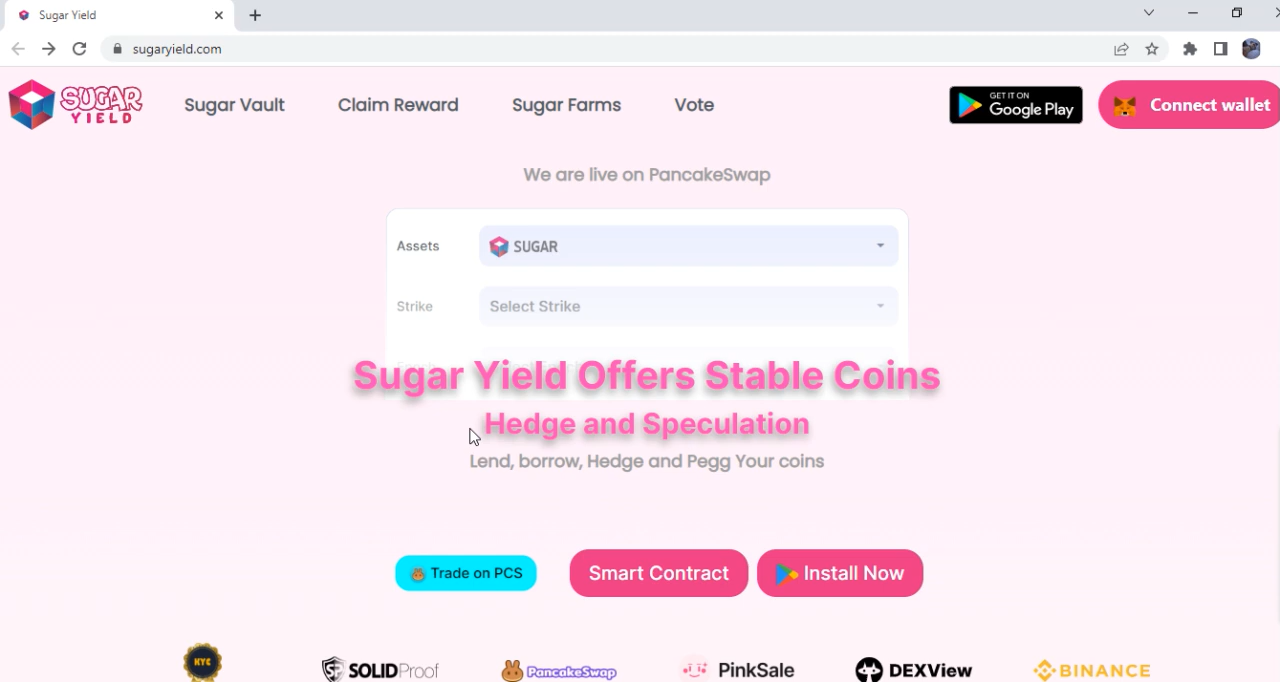 Sugar Yield
sugaryield.com
SUGAR
YIELD
Sugar Vault
Claim Reward
Sugar Farms
Vote
GET IT ON
Google Play
Connect wallet
We are live on PancakeSwap
Assets
SUGAR
Strike
Select Strike
Sugar Yield Offers Stable Coins
Hedge and Speculation
Lend, borrow, Hedge and Pegg Your coins
Trade on PCS
Smart Contract
Install Now
KYC
SOLIDProof
PancakeSwap
PinkSale
DEXView
BINANCE